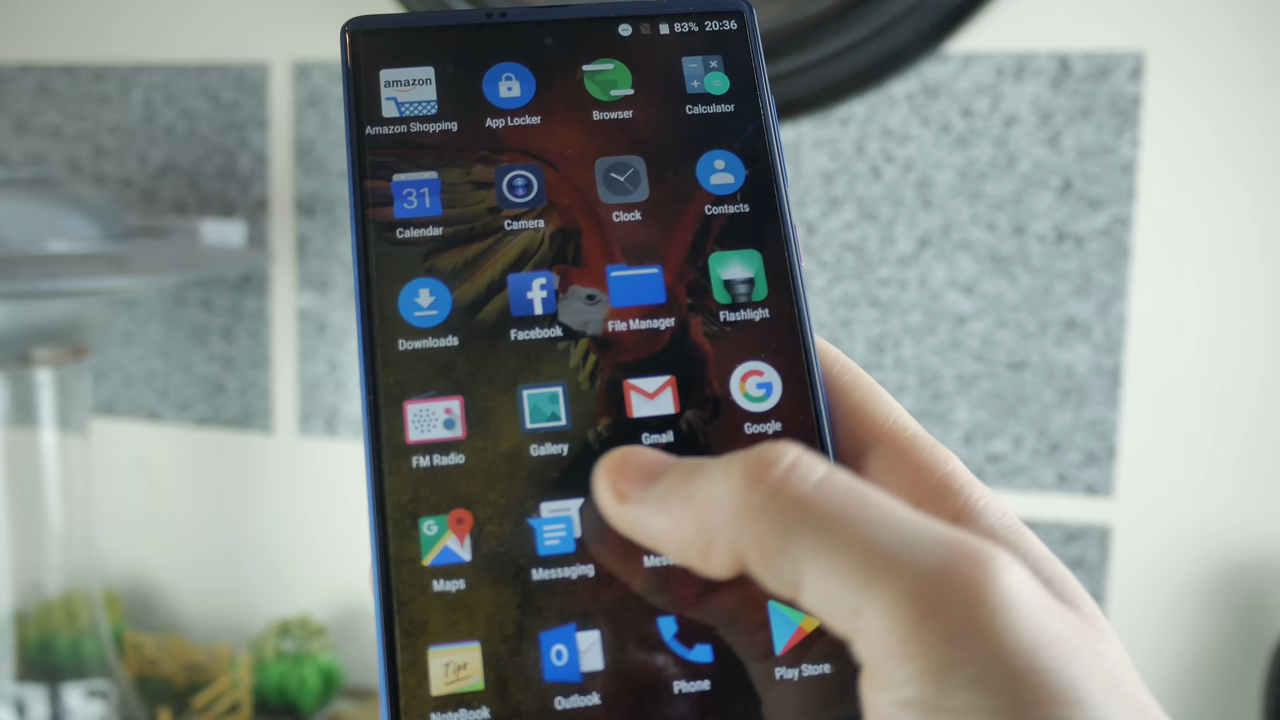 83% 20:36
amazon
Amazon Shopping
App Locker
Browser
Calculator
31
Calendar
Camera
Clock
Contacts
Downloads
Facebook
File Manager
Flashlight
FM Radio
Gallery
Gmail
Google
G
Maps
Messaging
Tips
NoteBook
Outlook
Phone
Play Store